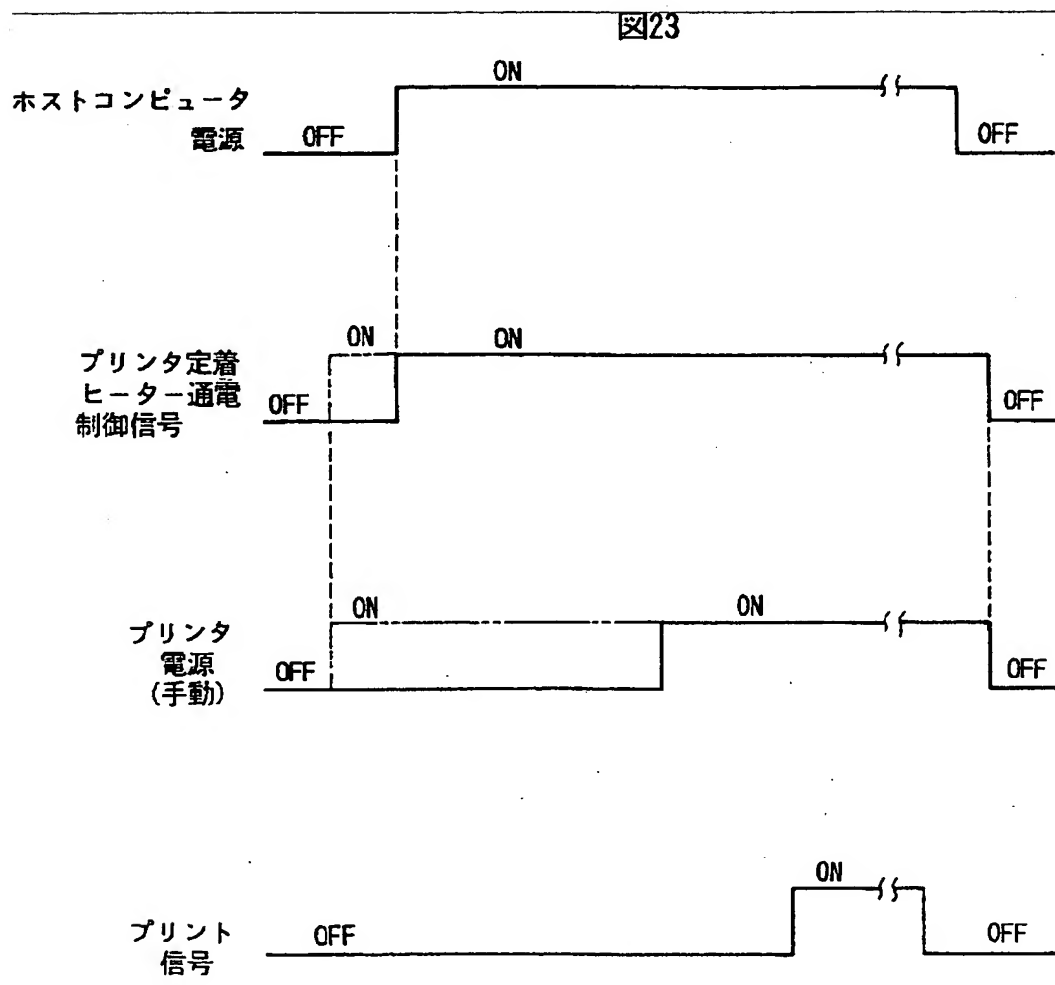 図23
ON
ホストコンピュータ
電源
OFF
OFF
ON
ON
プリンタ定着
ヒーター通電
制御信号
OFF
OFF
ON
ON
プリンタ
電源
(手動)
OFF
OFF
ON
プリント
信号
OFF
OFF